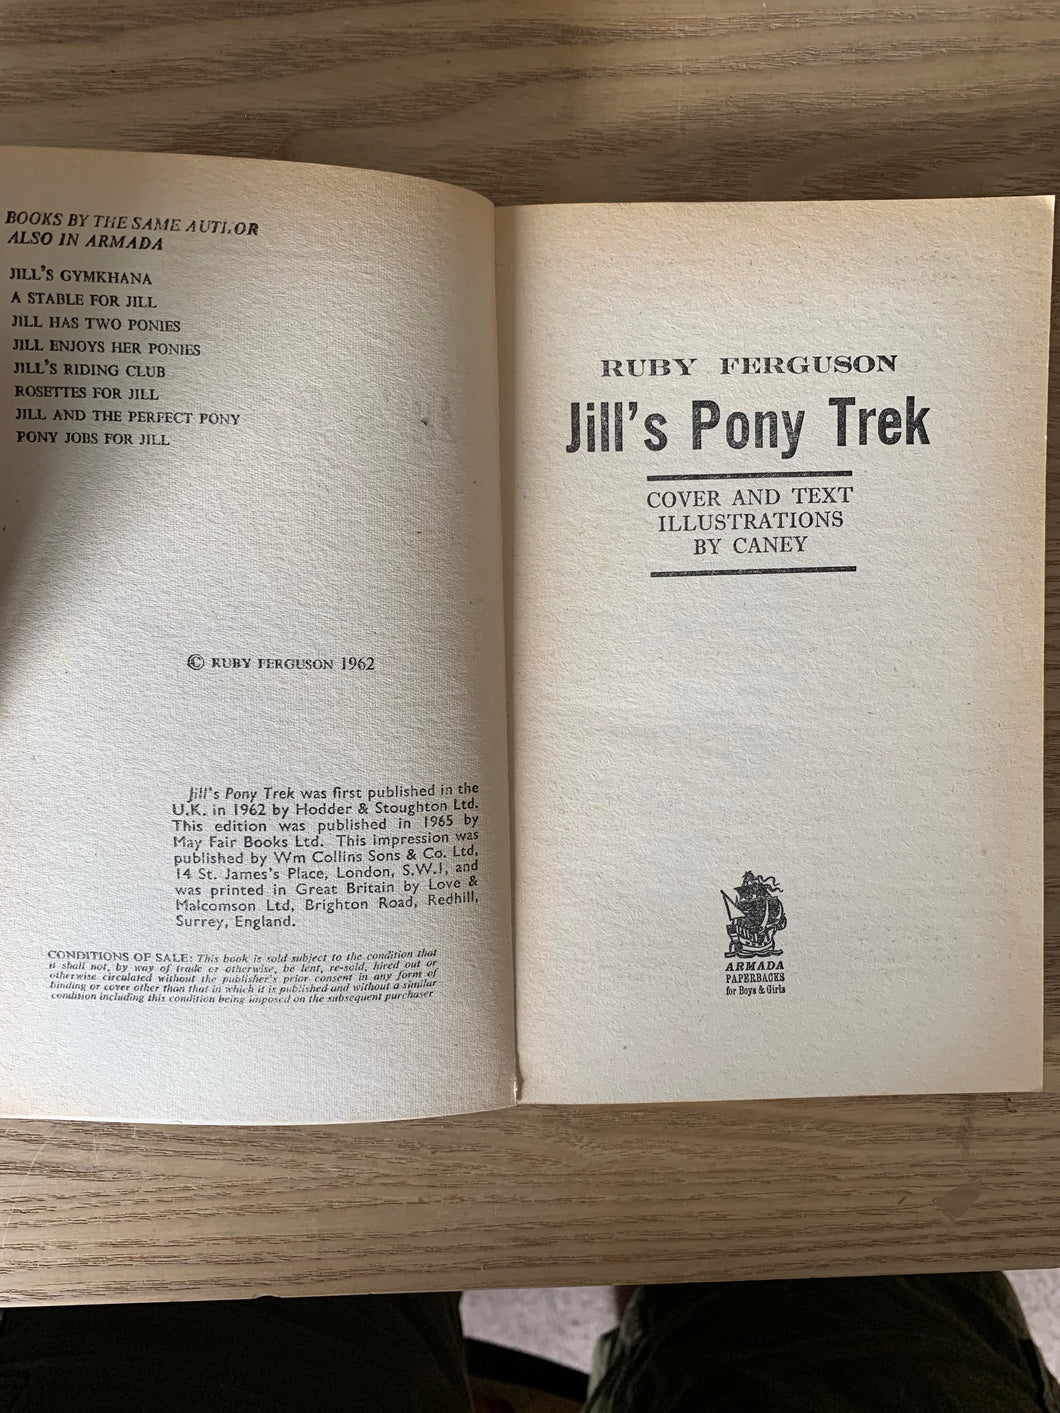 BOOKS BY THE SAME AUTHOR
ALSO IN ARMADA
JILL'S GYMKHANA
A STABLE FOR JILL
JILL HAS TWO PONIES
JILL ENJOYS HER PONIES
JILL'S RIDING CLUB
ROSETTES FOR JILL
JILL AND THE PERFECT PONY
PONY JOBS FOR JILL
© RUBY FERGUSON 1962
Jill's Pony Trek was first published in the
U.K. in 1962 by Hodder & Stoughton Ltd.
This edition was published in 1965 by
May Fair Books Ltd. This impression was
published by Wm Collins Sons & Co. Ltd,
14 St. James's Place, London, S.W.1, and
was printed in Great Britain by Love &
Malcomson Ltd, Brighton Road, Redhill,
Surrey, England.
CONDITIONS OF SALE: This book is sold subject to the condition that
it shall not, by way of trade or otherwise, be lent, re-sold, hired out or
otherwise circulated without the publisher's prior consent in any form of
binding or cover other than that in which it is published and without a similar
condition including this condition being imposed on the subsequent purchaser
RUBY FERGUSON
Jill's Pony Trek
COVER AND TEXT
ILLUSTRATIONS
BY CANEY
ARMADA
PAPERBACKS
for Boys & Girls